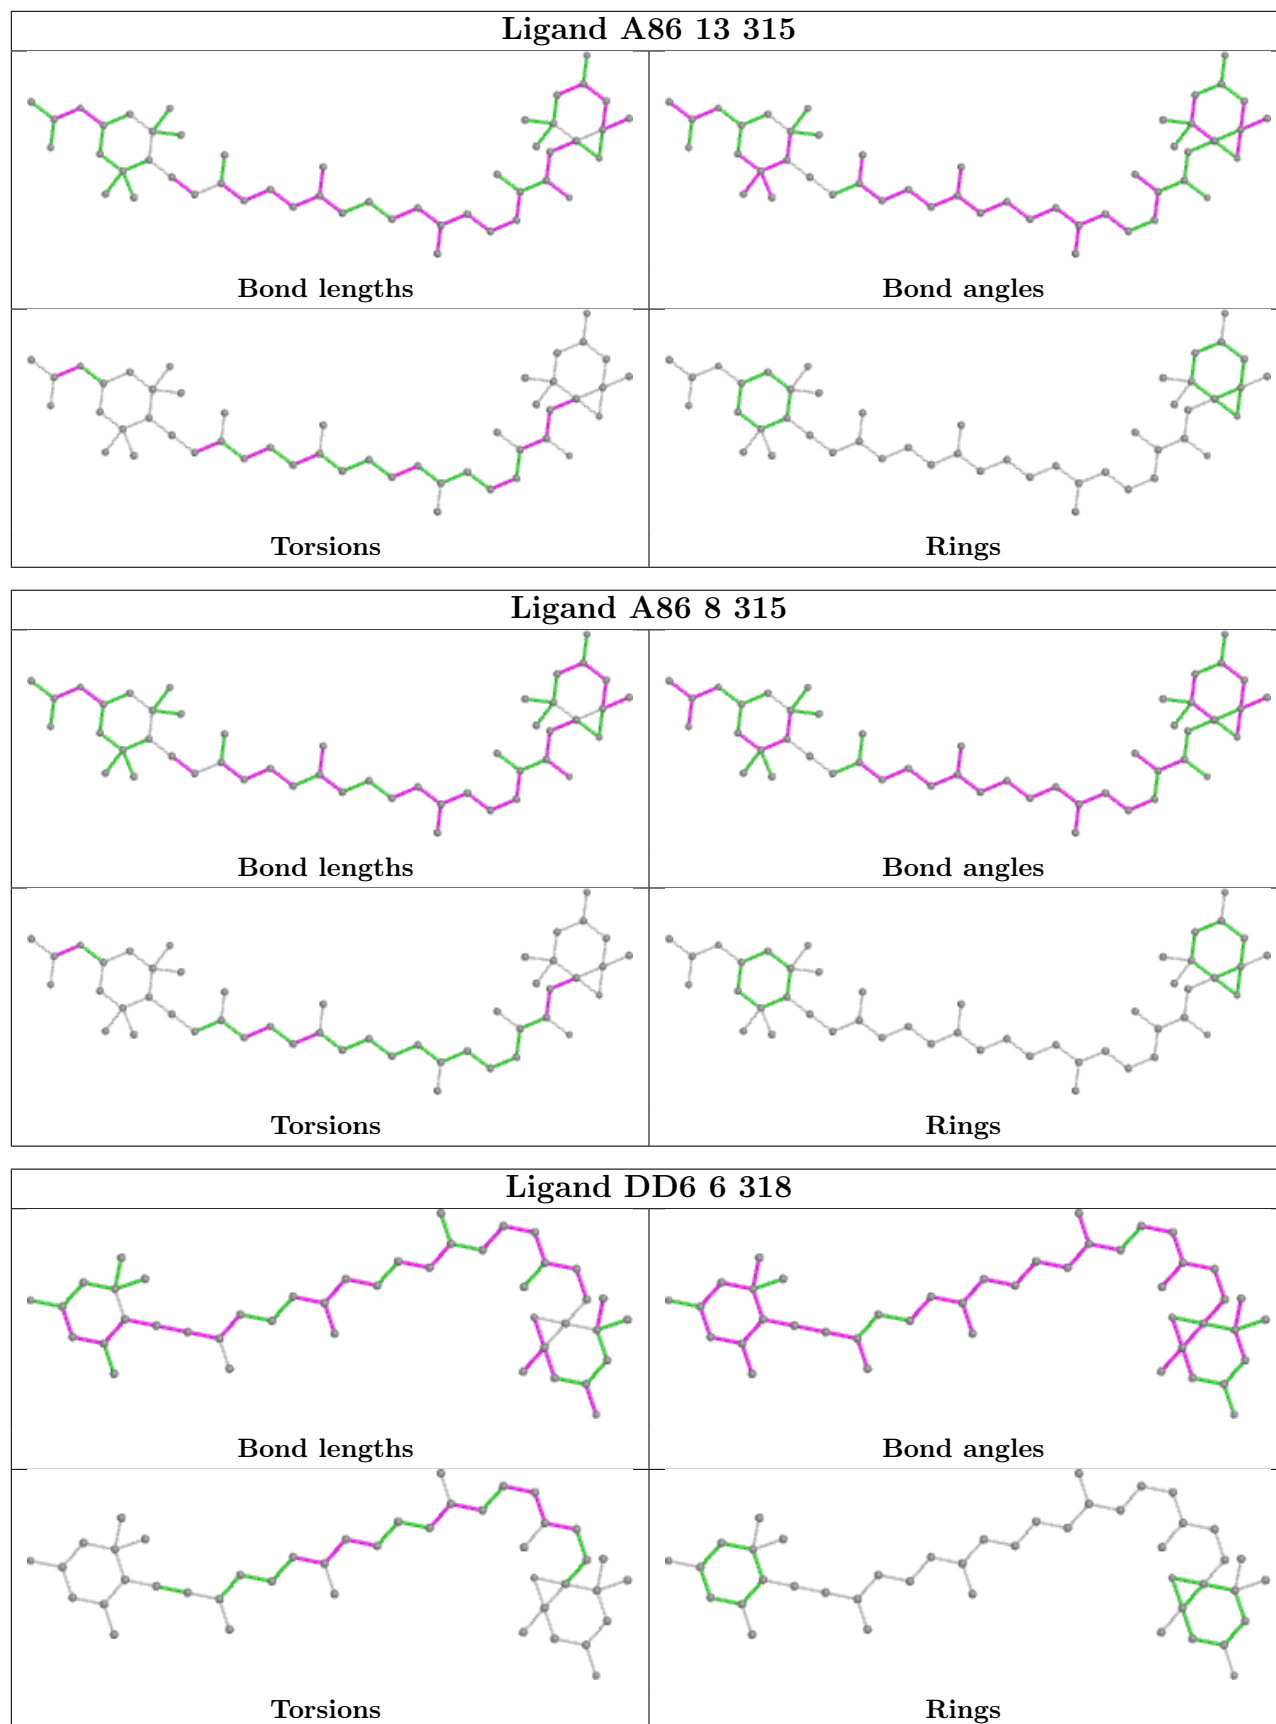 Ligand A86 13 315
Bond lengths
Bond angles
Torsions
Rings
Ligand A86 8 315
Bond lengths
Bond angles
Torsions
Rings
Ligand DD6 6 318
Bond lengths
Bond angles
Torsions
Rings